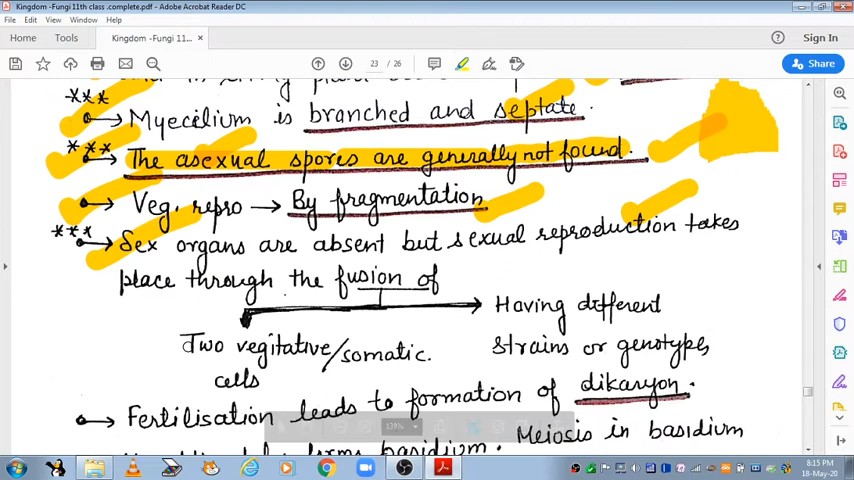 Kingdom -Fungi 11th class .complete.pdf - Adobe Acrobat Reader DC
File Edit View Window Help
Home Tools Kingdom -Fungi 11... × Sign In
23 / 26 Share
*** Mycelium is branched and septate.
*** The asexual spores are generally not found.
Veg. repro → By fragmentation
*** Sex organs are absent but sexual reproduction takes
place through the fusion of
Having different
Two vegitative/somatic. strains or genotypes
cells
Fertilisation leads to formation of dikaryon.
139%
forms basidium. Meiosis in basidium
8:15 PM
18-May-20